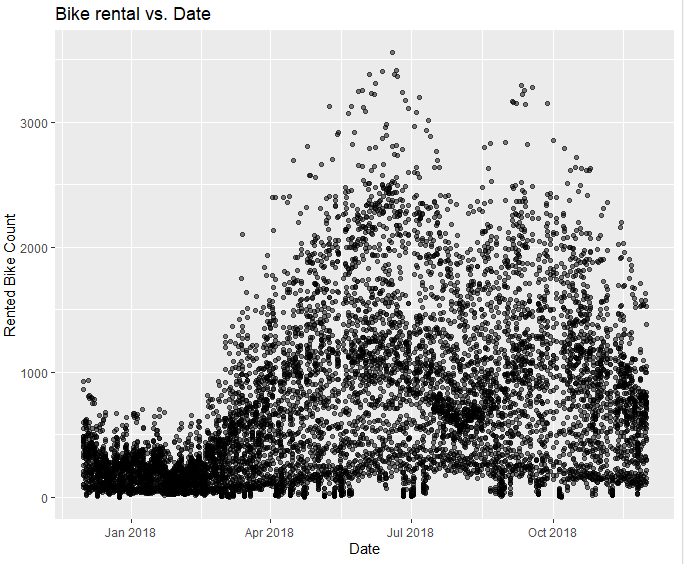 Bike rental vs. Date
Rented Bike Count
3000
2000
1000
0
Jan 2018
Apr 2018
Jul 2018
Oct 2018
Date